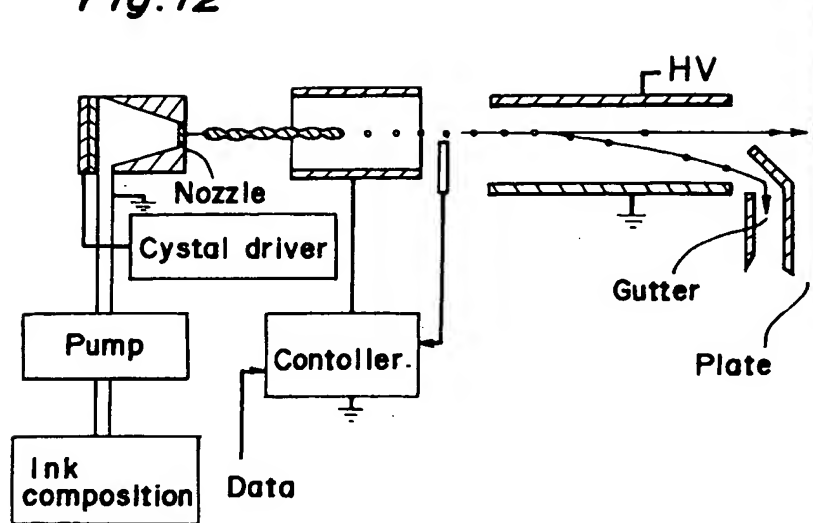 Fig. 12
HV
Nozzle
Cystal driver
Gutter
Pump
Contoller.
Plate
Ink
composition
Data